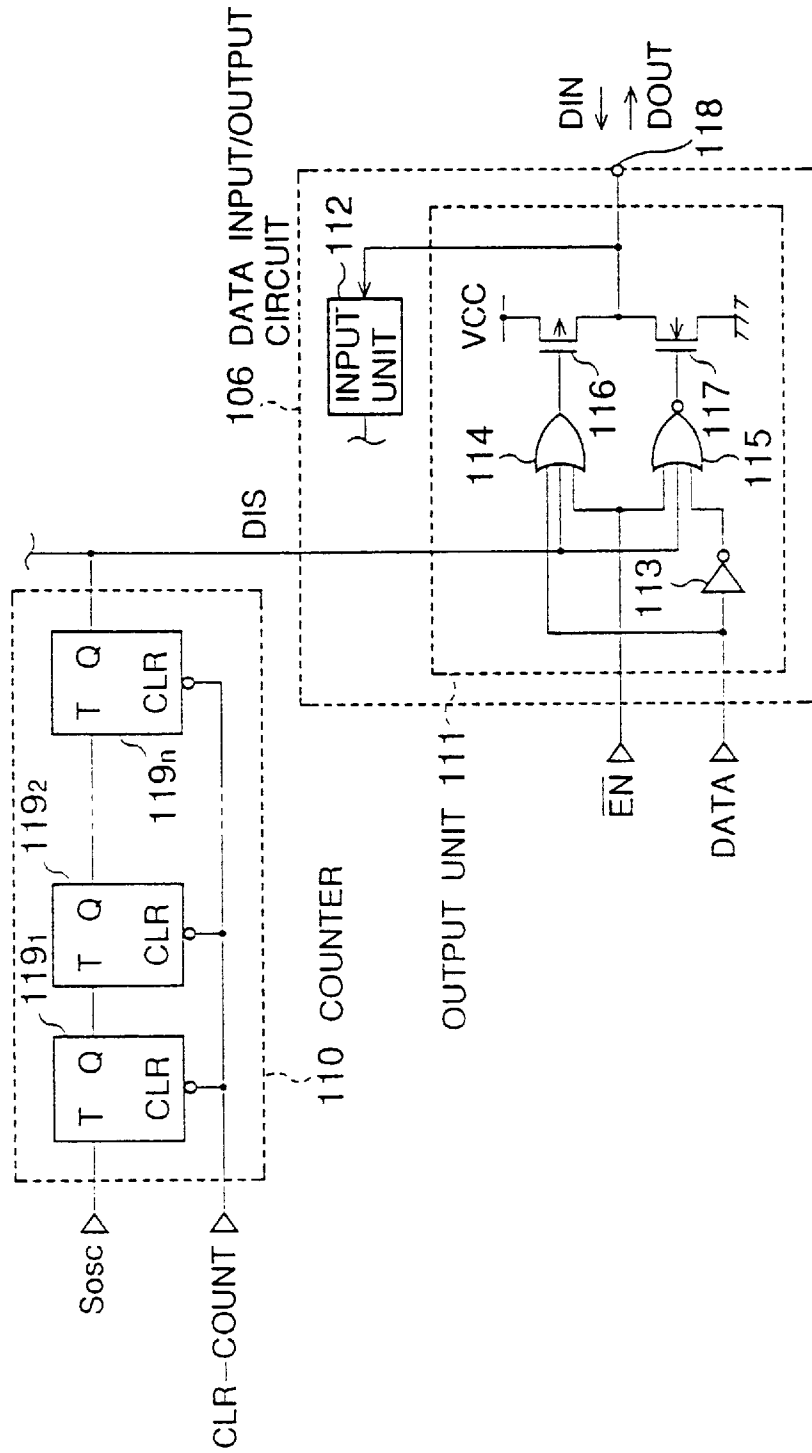 Sosc
CLR-COUNT
119₁
119₂
119n
T Q
CLR
T Q
CLR
T Q
CLR
110 COUNTER
DIS
106 DATA INPUT/OUTPUT
CIRCUIT
INPUT
UNIT
112
OUTPUT UNIT 111
E̅N̅
DATA
113
114
115
VCC
116
117
DIN
DOUT
118